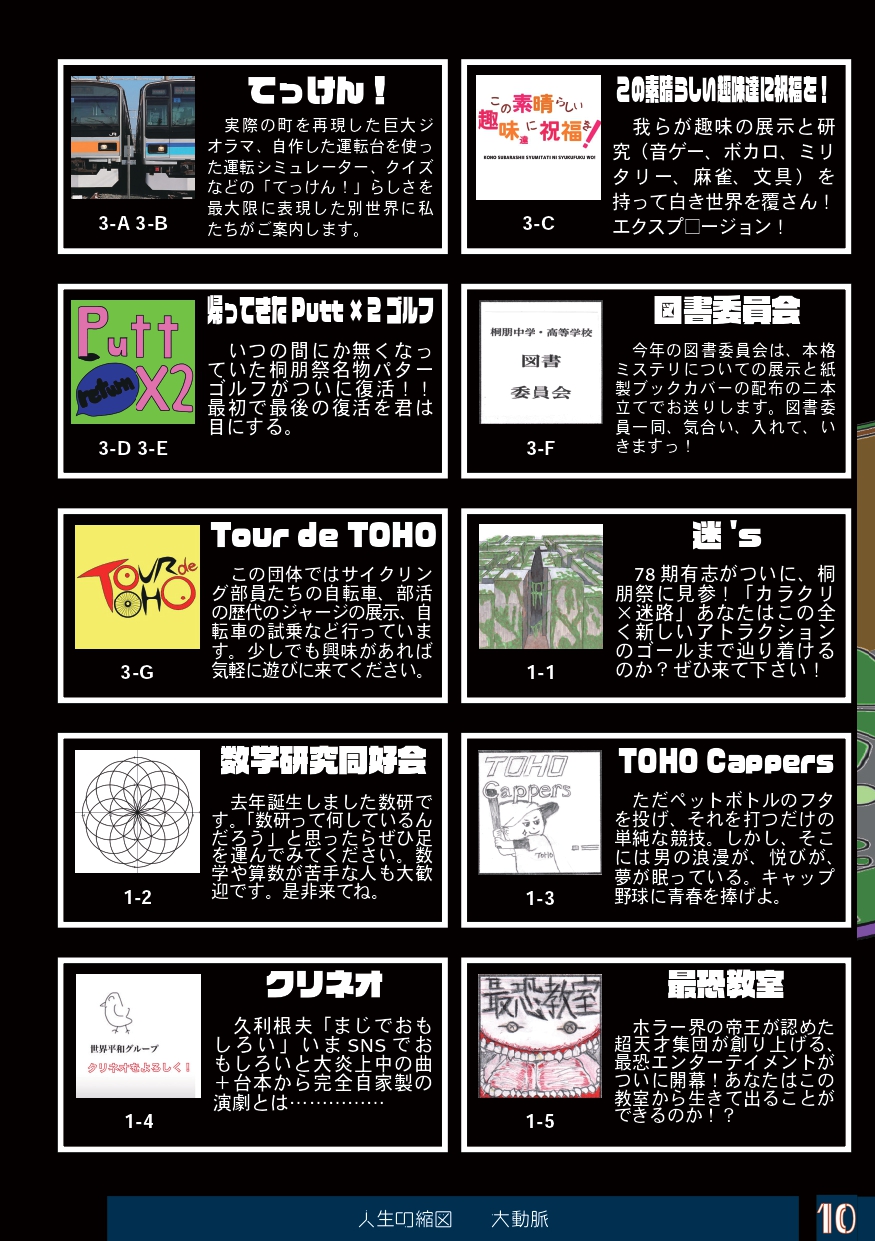 てっけん！
実際の町を再現した巨大ジ
オラマ、自作した運転台を使っ
た運転シミュレーター、クイズ
などの「てっけん！」らしさを
最大限に表現した別世界に私
たちがご案内します。
3-A 3-B
この素晴らしい趣味達に祝福を！
この素晴らしい
趣味達に祝福を!
KONO SUBARASHII SYUMITATI NI SYUKUFUKU WO!
我らが趣味の展示と研
究（音ゲー、ボカロ、ミリ
タリー、麻雀、文具）を
持って白き世界を覆さん！
エクスプ□ージョン！
3-C
帰ってきた Putt × 2 ゴルフ
Putt
return X2
いつの間にか無くなっ
ていた桐朋祭名物パター
ゴルフがついに復活！！
最初で最後の復活を君は
目にする。
3-D 3-E
図書委員会
桐朋中学・高等学校
図書
委員会
今年の図書委員会は、本格
ミステリについての展示と紙
製ブックカバーの配布の二本
立てでお送りします。図書委
員一同、気合い、入れて、い
きますっ！
3-F
Tour de TOHO
TOUR de
TOHO
この団体ではサイクリン
グ部員たちの自転車、部活
の歴代のジャージの展示、自
転車の試乗など行っていま
す。少しでも興味があれば
気軽に遊びに来てください。
3-G
迷 's
78 期有志がついに、桐
朋祭に見参！「カラクリ
×迷路」あなたはこの全
く新しいアトラクション
のゴールまで辿り着ける
のか？ぜひ来て下さい！
1-1
数学研究同好会
去年誕生しました数研で
す。「数研って何しているん
だろう」と思ったらぜひ足
を運んでみてください。数
学や算数が苦手な人も大歓
迎です。是非来てね。
1-2
TOHO Cappers
TOHO
Cappers
TOHO
ただペットボトルのフタ
を投げ、それを打つだけの
単純な競技。しかし、そこ
には男の浪漫が、悦びが、
夢が眠っている。キャップ
野球に青春を捧げよ。
1-3
クリネオ
世界平和グループ
クリネオをよろしく！
久利根夫「まじでおも
しろい」いま SNS でお
もしろいと大炎上中の曲
＋台本から完全自家製の
演劇とは……………
1-4
最恐教室
最恐教室
ホラー界の帝王が認めた
超天才集団が創り上げる、
最恐エンターテイメントが
ついに開幕！あなたはこの
教室から生きて出ることが
できるのか！？
1-5
人生の縮図　大動脈
10